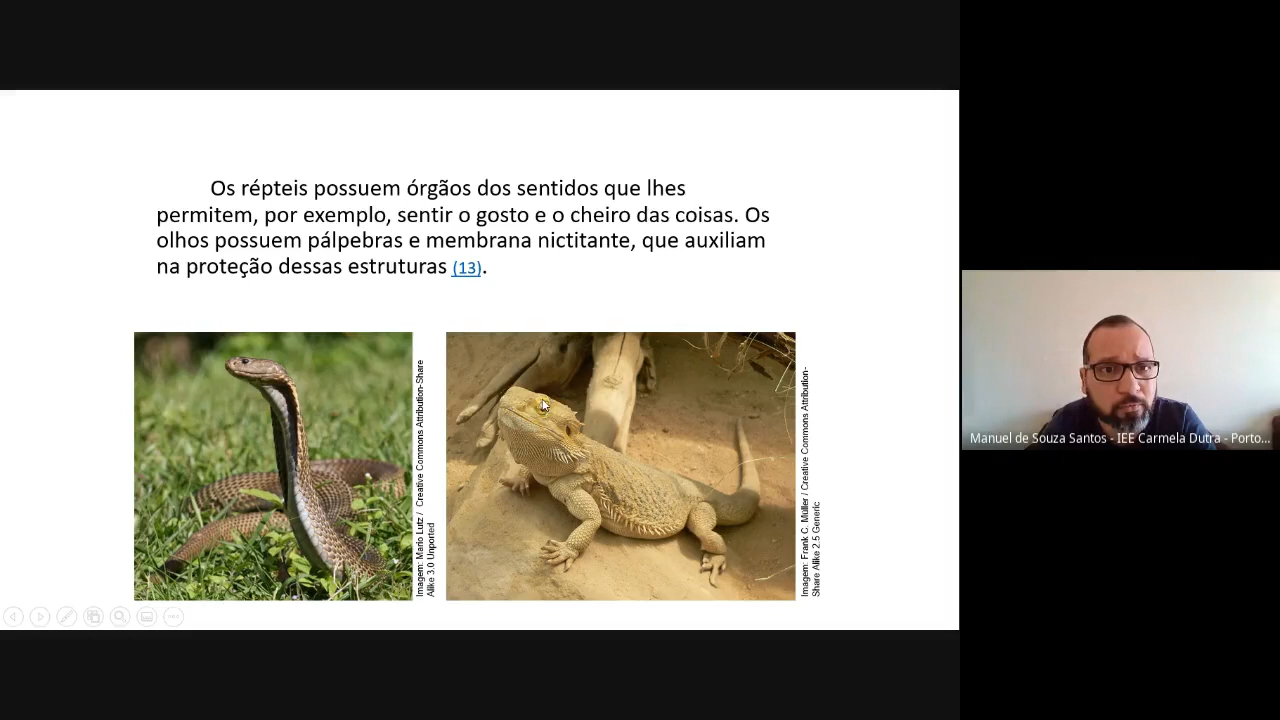 Os répteis possuem órgãos dos sentidos que lhes
permitem, por exemplo, sentir o gosto e o cheiro das coisas. Os
olhos possuem pálpebras e membrana nictitante, que auxiliam
na proteção dessas estruturas (13).
Imagem: Mario Lutz / Creative Commons Attribution-Share
Alike 3.0 Unported
Imagem: Frank C. Müller / Creative Commons Attribution-
Share Alike 2.5 Generic
Manuel de Souza Santos - IEE Carmela Dutra - Porto...